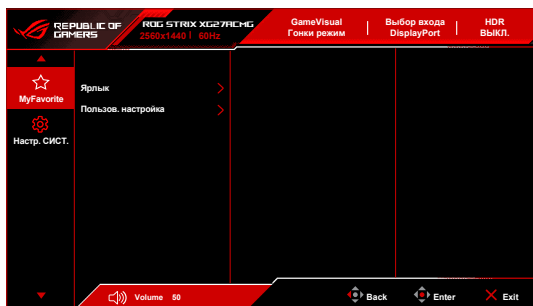 REPUBLIC OF
GAMERS
ROG STRIX XG27ACMG
2560x1440 | 60Hz
GameVisual
Гонки режим
Выбор входа
DisplayPort
HDR
ВЫКЛ.
MyFavorite
Настр. СИСТ.
Ярлык
Пользов. настройка
Volume 50
Back
Enter
Exit